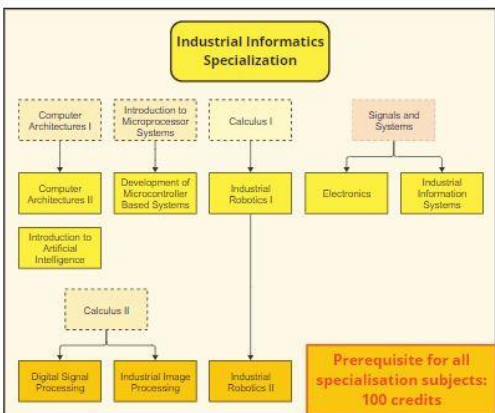 Industrial Informatics
Specialization
Computer
Architectures I
Introduction to
Microprocessor
Systems
Calculus I
Signals and
Systems
Computer
Architectures II
Development of
Microcontroller
Based Systems
Industrial
Robotics I
Electronics
Industrial
Information
Systems
Introduction to
Artificial
Intelligence
Calculus II
Digital Signal
Processing
Industrial Image
Processing
Industrial
Robotics II
Prerequisite for all
specialisation subjects:
100 credits